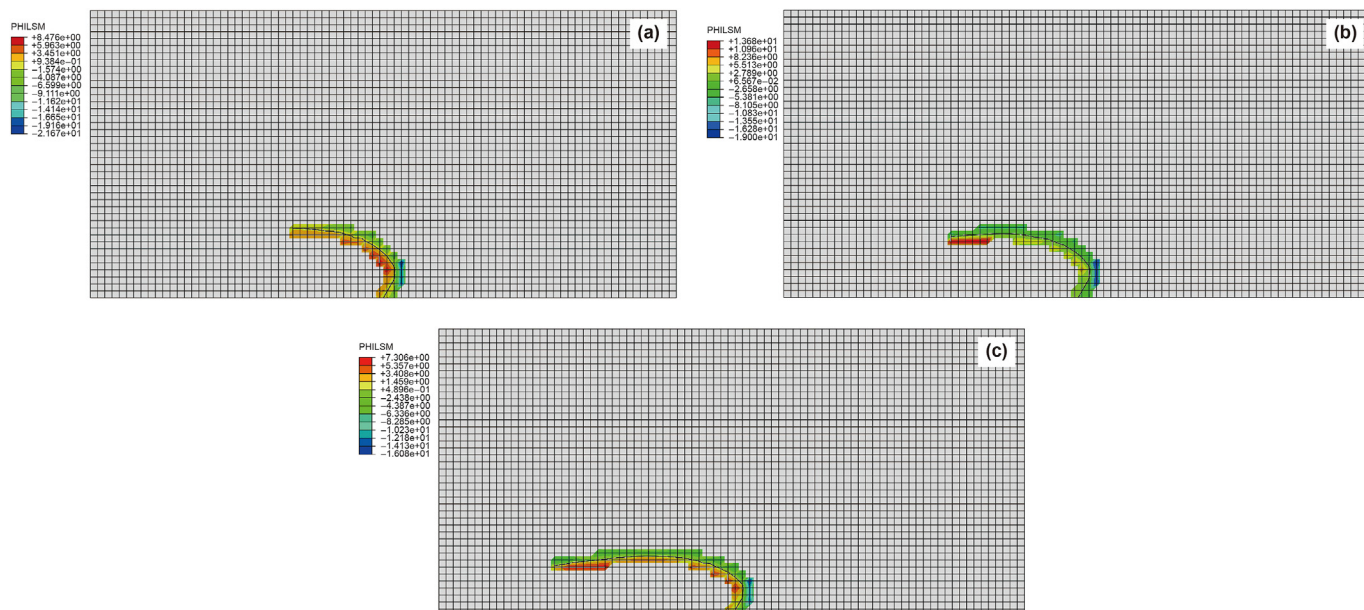 PHILSM
+8.476e+00
+5.963e+00
+3.451e+00
+9.384e−01
−1.574e+00
−4.087e+00
−6.599e+00
−9.111e+00
−1.162e+01
−1.414e+01
−1.665e+01
−1.916e+01
−2.167e+01
(a)
PHILSM
+1.368e+01
+1.096e+01
+8.236e+00
+5.513e+00
+2.789e+00
+6.567e−02
−2.658e+00
−5.381e+00
−8.105e+00
−1.083e+01
−1.355e+01
−1.628e+01
−1.900e+01
(b)
PHILSM
+7.306e+00
+5.357e+00
+3.408e+00
+1.459e+00
+4.896e−01
−2.438e+00
−4.387e+00
−6.336e+00
−8.285e+00
−1.023e+01
−1.218e+01
−1.413e+01
−1.608e+01
(c)